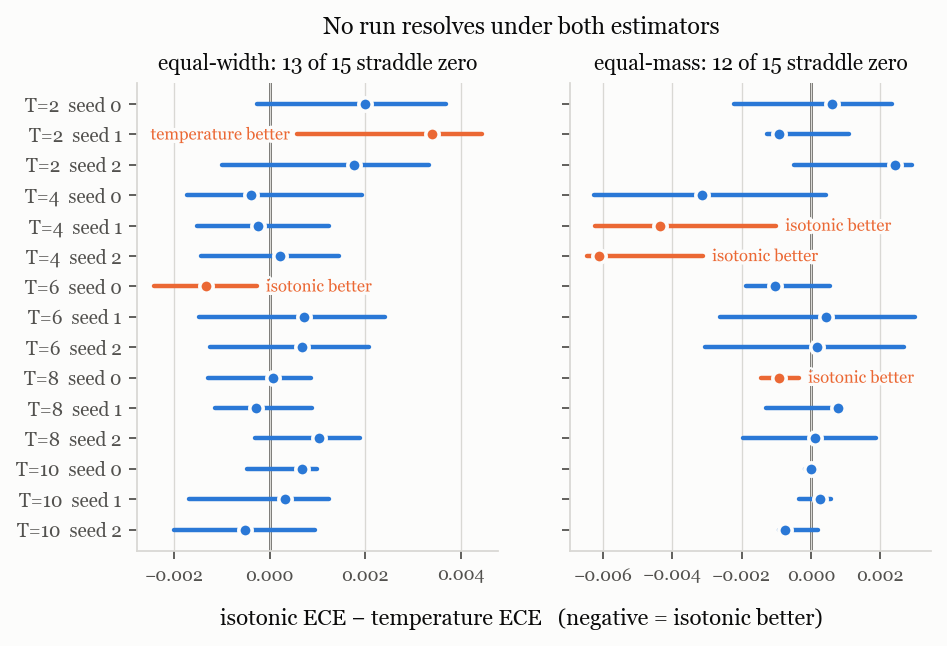 No run resolves under both estimators
equal-width: 13 of 15 straddle zero
equal-mass: 12 of 15 straddle zero
T=2 seed 0
T=2 seed 1
T=2 seed 2
T=4 seed 0
T=4 seed 1
T=4 seed 2
T=6 seed 0
T=6 seed 1
T=6 seed 2
T=8 seed 0
T=8 seed 1
T=8 seed 2
T=10 seed 0
T=10 seed 1
T=10 seed 2
temperature better
isotonic better
isotonic better
isotonic better
isotonic better
−0.002 0.000 0.002 0.004
−0.006 −0.004 −0.002 0.000 0.002
isotonic ECE − temperature ECE (negative = isotonic better)